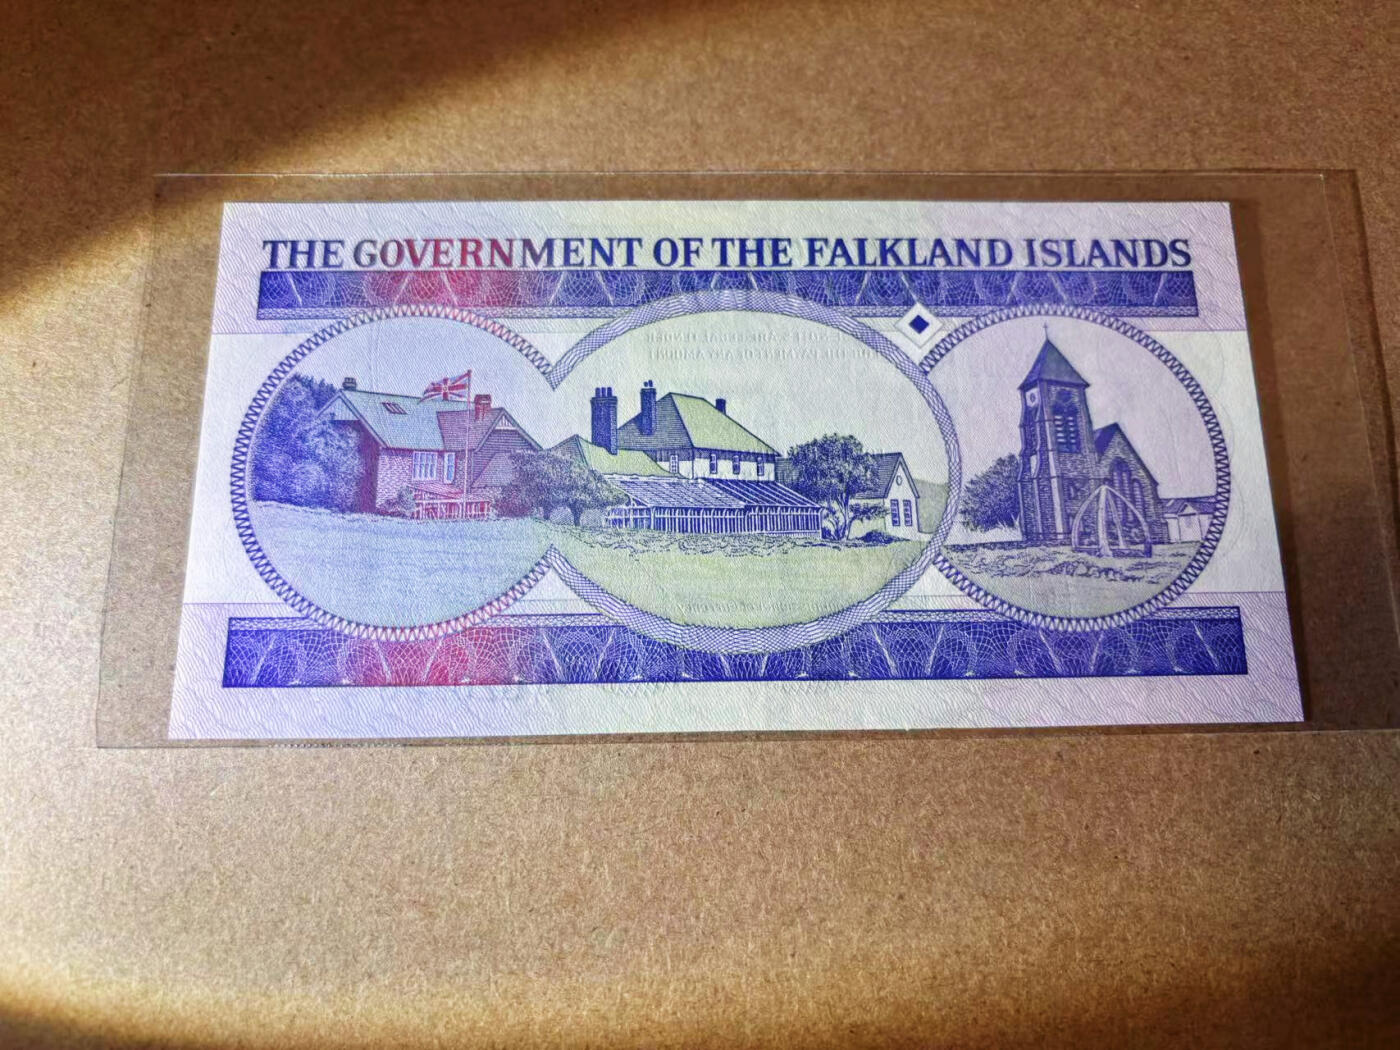 THE GOVERNMENT OF THE FALKLAND ISLANDS